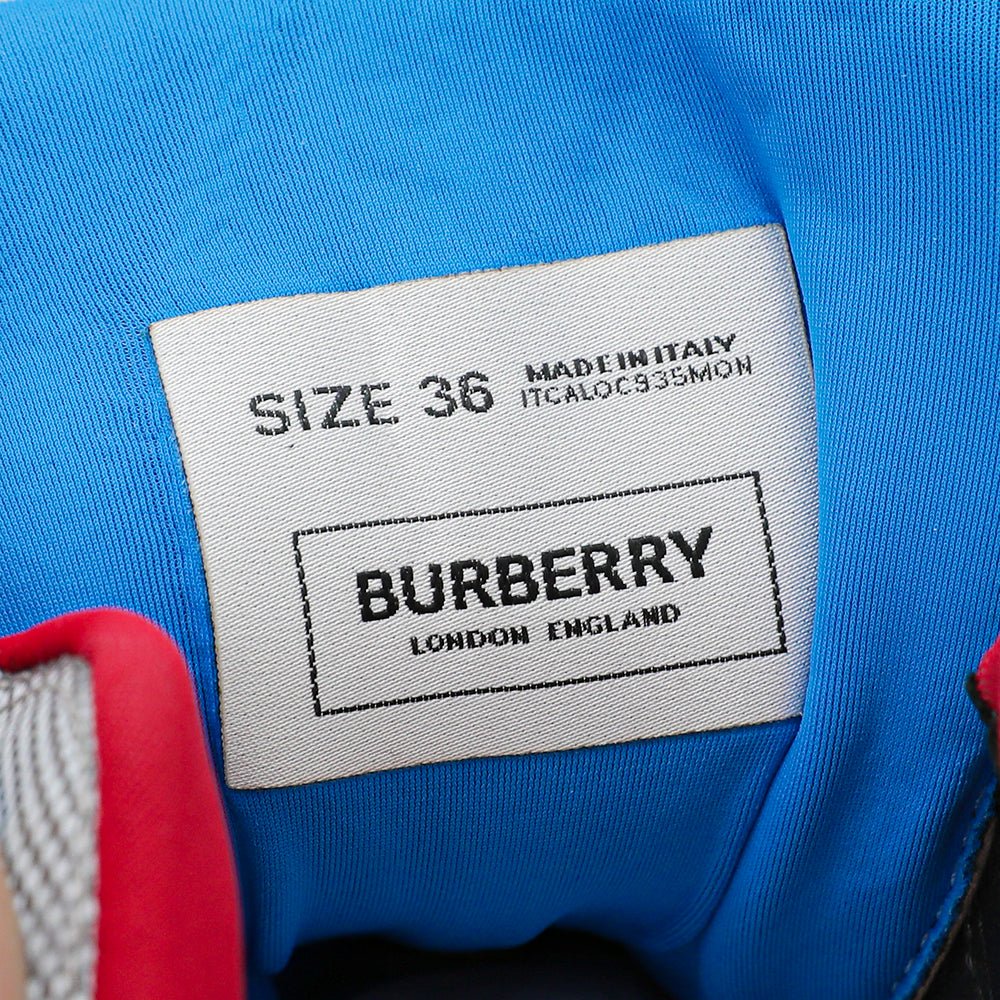 SIZE 36
MADE IN ITALY
ITCALOC935MON
BURBERRY
LONDON ENGLAND